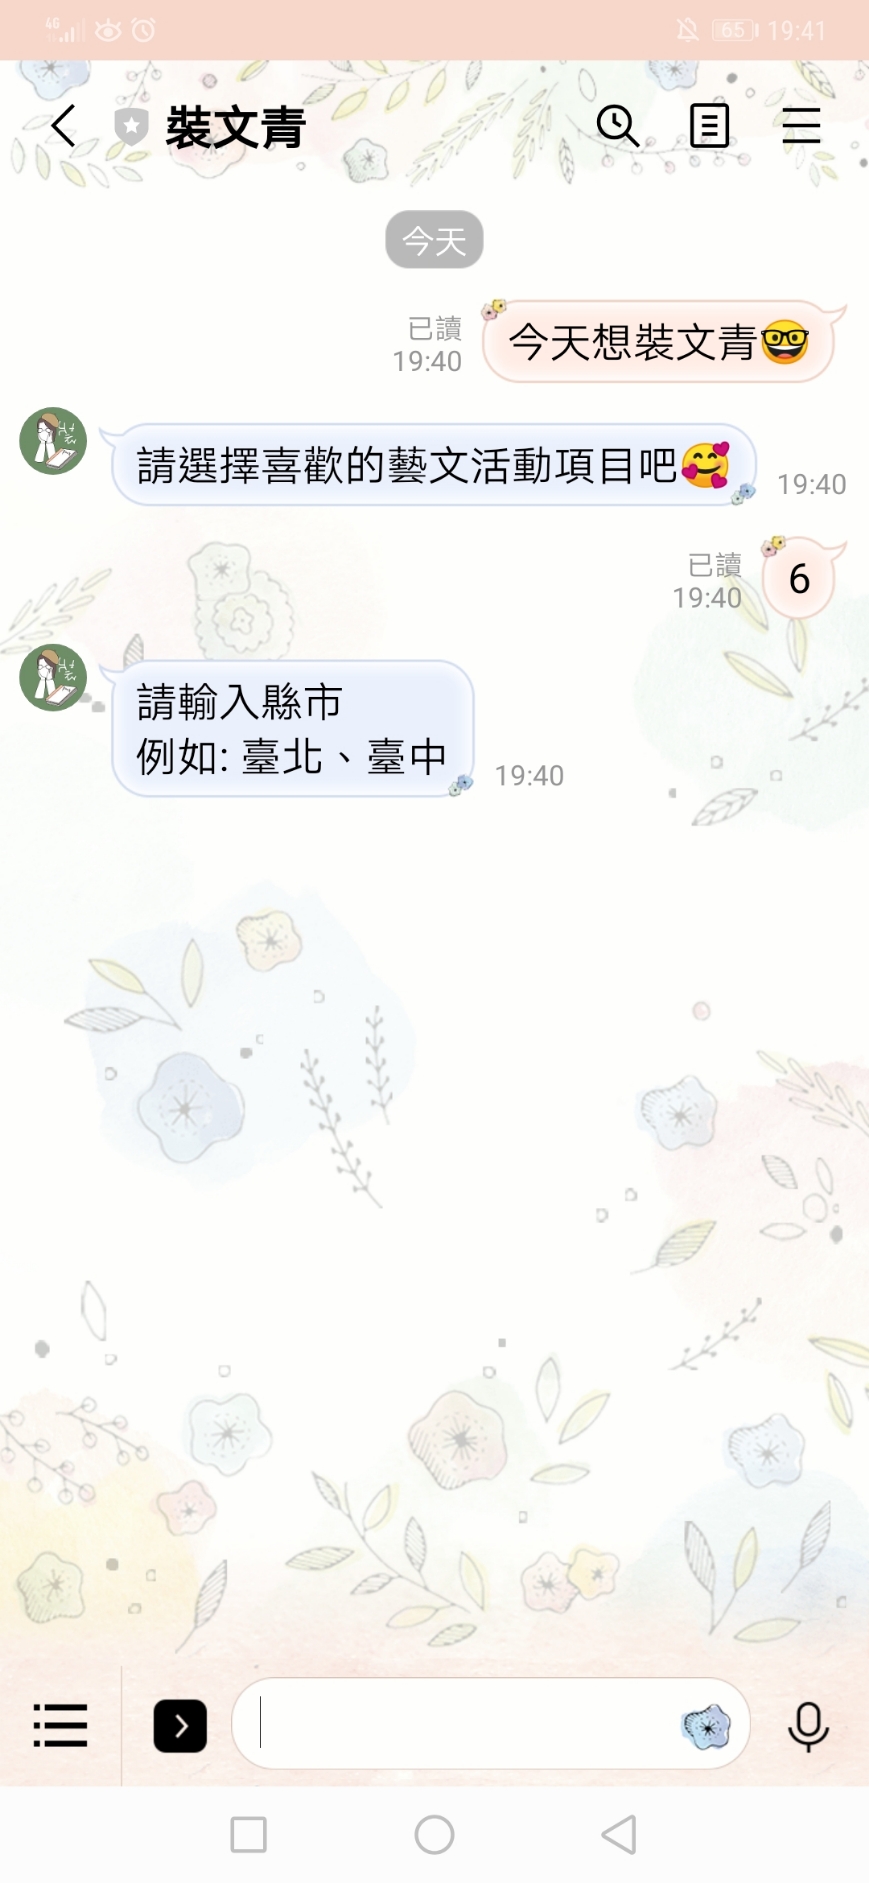 4G 65 19:41
裝文青
今天
已讀
19:40
今天想裝文青🤓
請選擇喜歡的藝文活動項目吧🥰
19:40
已讀
19:40
6
請輸入縣市
例如: 臺北、臺中
19:40